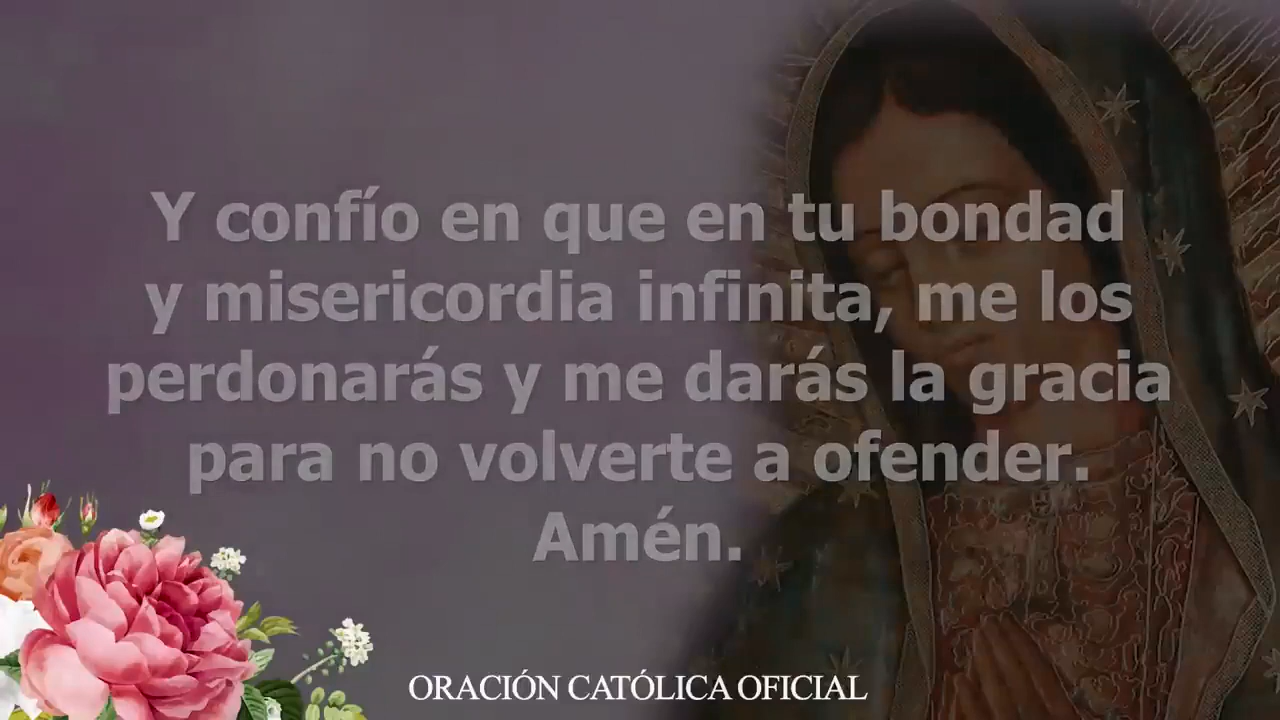 Y confío en que en tu bondad
y misericordia infinita, me los
perdonarás y me darás la gracia
para no volverte a ofender.
Amén.
ORACIÓN CATÓLICA OFICIAL